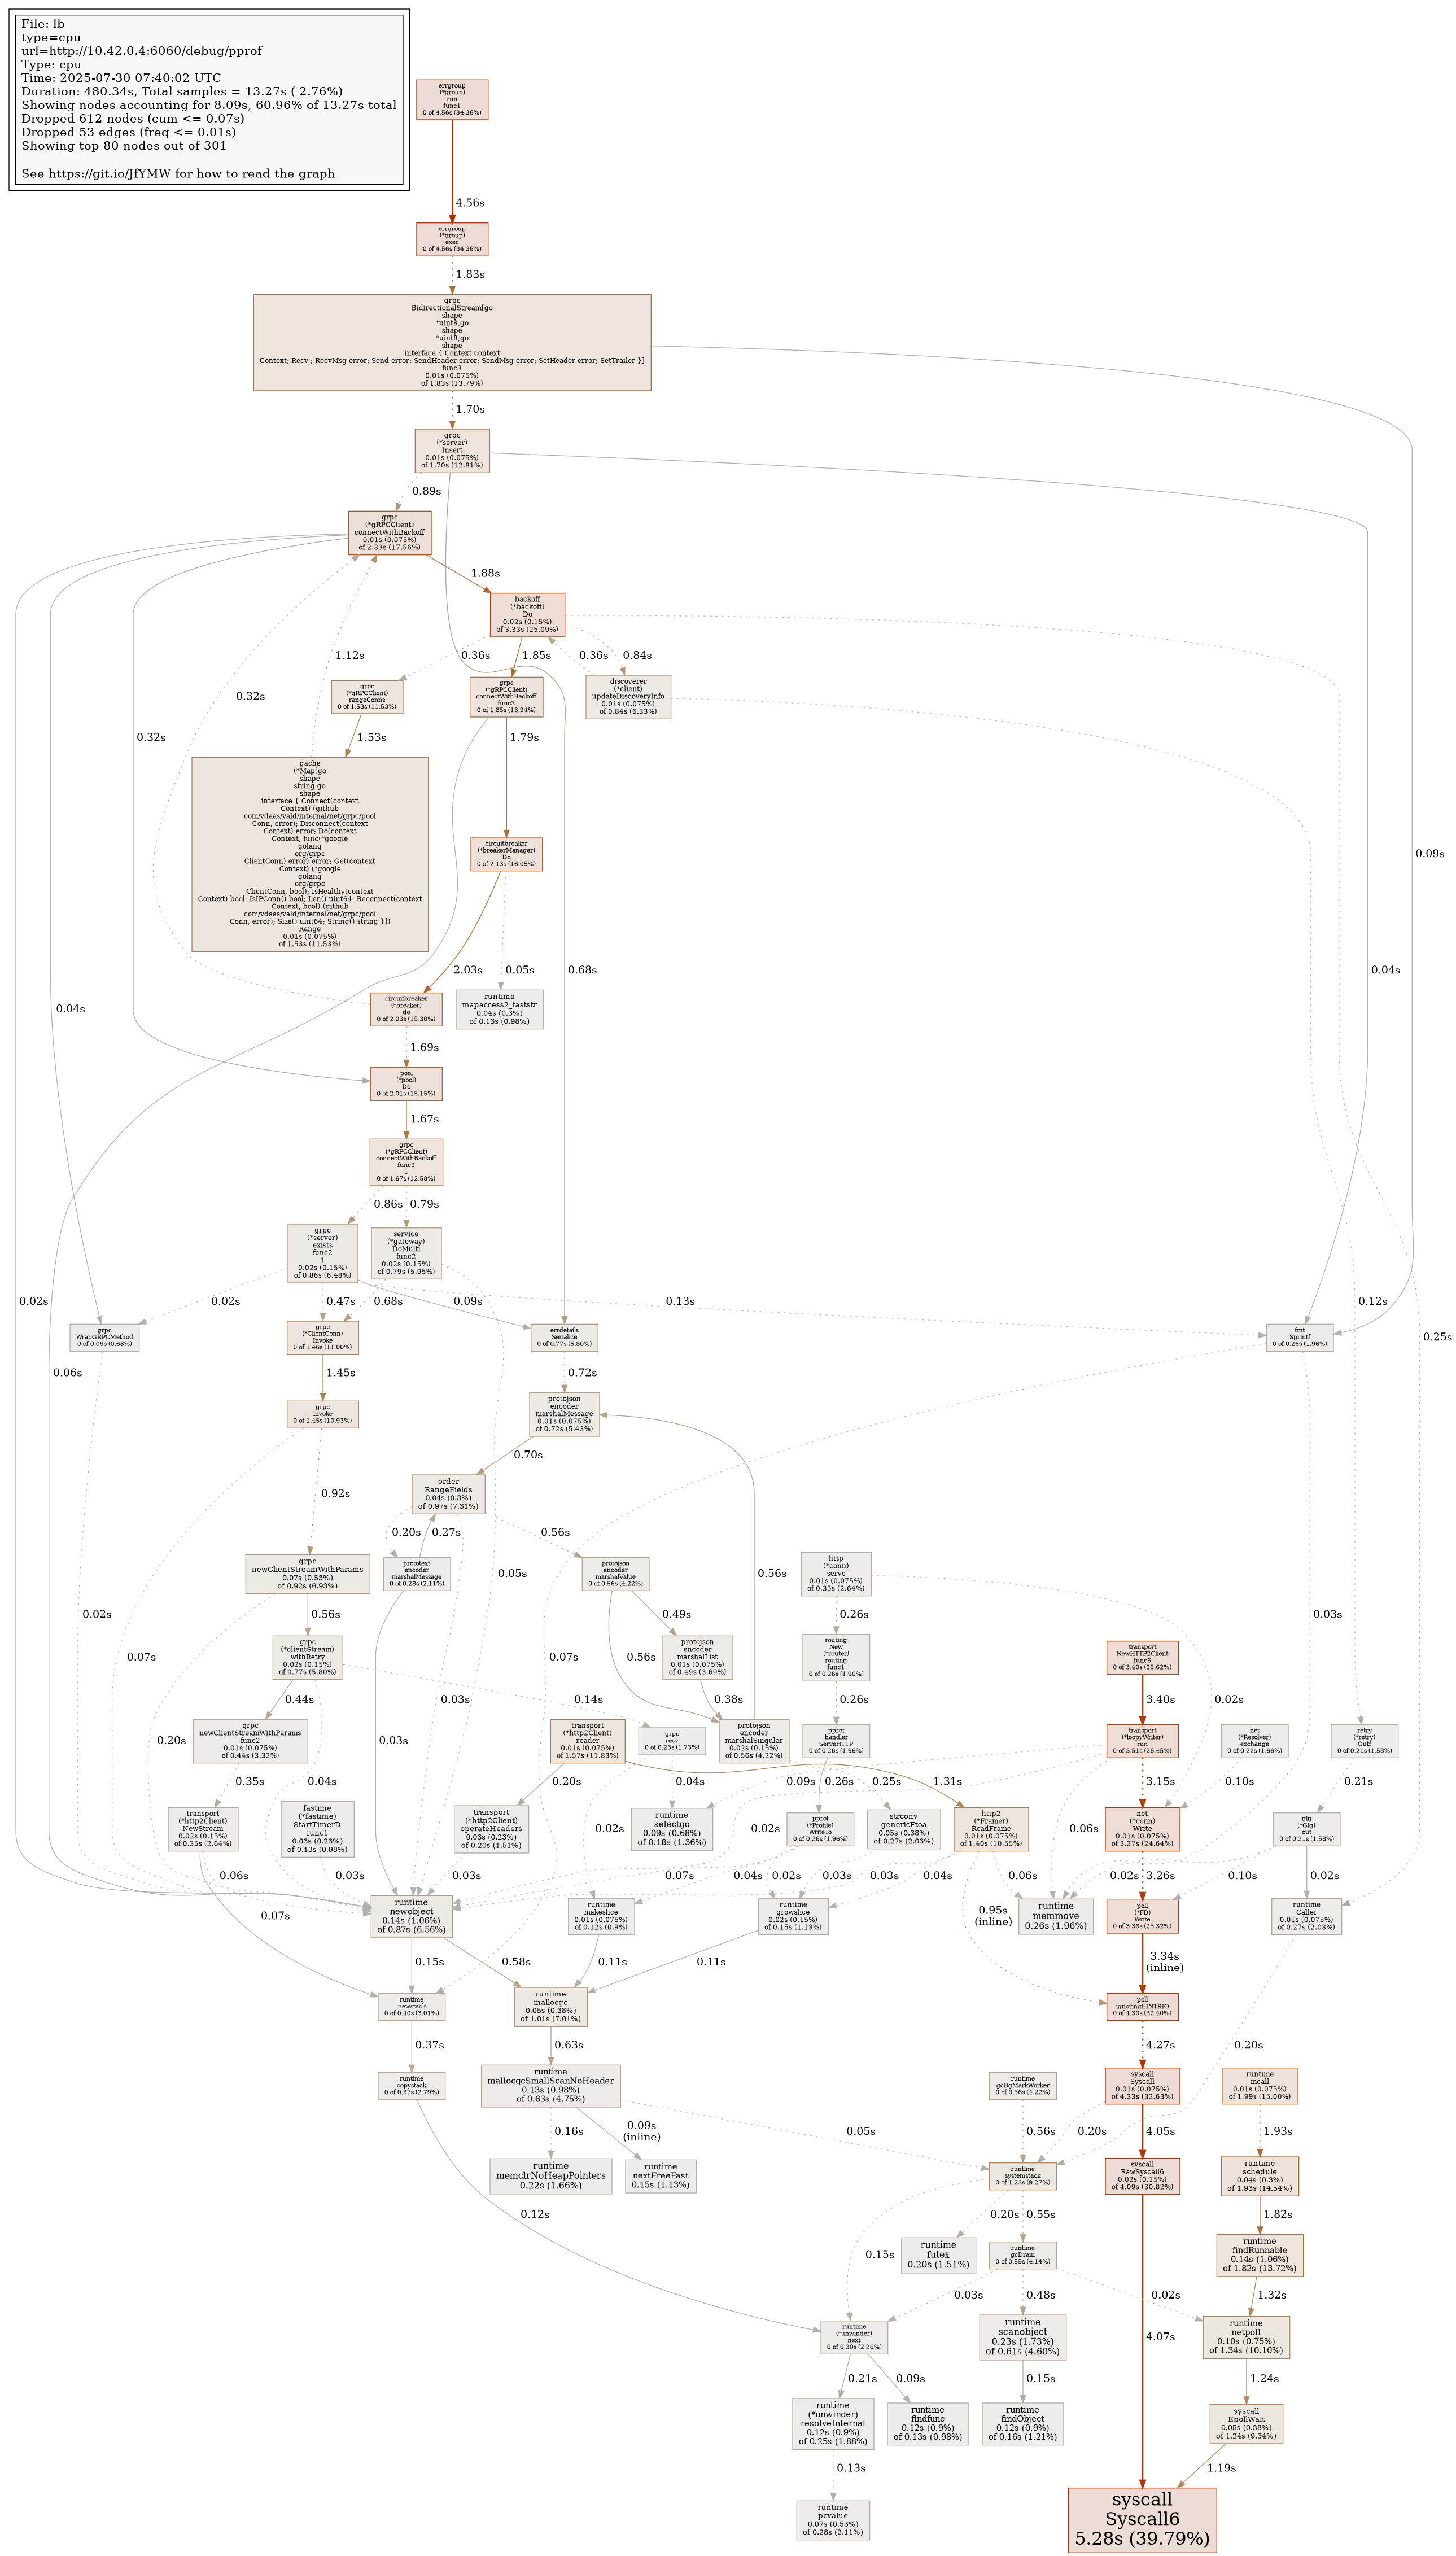 File: lb
type=cpu
url=http://10.42.0.4:6060/debug/pprof
Type: cpu
Time: 2025-07-30 07:40:02 UTC
Duration: 480.34s, Total samples = 13.27s ( 2.76%)
Showing nodes accounting for 8.09s, 60.96% of 13.27s total
Dropped 612 nodes (cum <= 0.07s)
Dropped 53 edges (freq <= 0.01s)
Showing top 80 nodes out of 301
See https://git.io/JfYMW for how to read the graph
errgroup
(*group)
run
func1
0 of 4.56s (34.36%)
4.56s
errgroup
(*group)
exec
0 of 4.56s (34.36%)
1.83s
grpc
BidirectionalStream[go
shape
*uint8,go
shape
*uint8,go
shape
interface { Context context
Context; Recv ; RecvMsg error; Send error; SendHeader error; SendMsg error; SetHeader error; SetTrailer }]
func3
0.01s (0.075%)
of 1.83s (13.79%)
1.70s
grpc
(*server)
Insert
0.01s (0.075%)
of 1.70s (12.81%)
0.89s
grpc
(*gRPCClient)
connectWithBackoff
0.01s (0.075%)
of 2.33s (17.56%)
1.88s
backoff
(*backoff)
Do
0.02s (0.15%)
of 3.33s (25.09%)
1.12s
0.36s
1.85s
0.36s
0.84s
0.32s
grpc
(*gRPCClient)
rangeConns
0 of 1.53s (11.53%)
grpc
(*gRPCClient)
connectWithBackoff
func3
0 of 1.85s (13.94%)
discoverer
(*client)
updateDiscoveryInfo
0.01s (0.075%)
of 0.84s (6.33%)
0.32s
1.53s
1.79s
gache
(*Map[go
shape
string,go
shape
interface { Connect(context
Context) (github
com/vdaas/vald/internal/net/grpc/pool
Conn, error); Disconnect(context
Context) error; Do(context
Context, func(*google
golang
org/grpc
ClientConn) error) error; Get(context
Context) (*google
golang
org/grpc
ClientConn, bool); IsHealthy(context
Context) bool; IsIPConn() bool; Len() uint64; Reconnect(context
Context, bool) (github
com/vdaas/vald/internal/net/grpc/pool
Conn, error); Size() uint64; String() string }])
Range
0.01s (0.075%)
of 1.53s (11.53%)
circuitbreaker
(*breakerManager)
Do
0 of 2.13s (16.05%)
0.09s
0.04s
2.03s
0.05s
0.68s
0.04s
circuitbreaker
(*breaker)
do
0 of 2.03s (15.30%)
runtime
mapaccess2_faststr
0.04s (0.3%)
of 0.13s (0.98%)
1.69s
pool
(*pool)
Do
0 of 2.01s (15.15%)
1.67s
grpc
(*gRPCClient)
connectWithBackoff
func2
1
0 of 1.67s (12.58%)
0.86s
0.79s
grpc
(*server)
exists
func2
1
0.02s (0.15%)
of 0.86s (6.48%)
service
(*gateway)
DoMulti
func2
0.02s (0.15%)
of 0.79s (5.95%)
0.02s
0.02s
0.47s
0.68s
0.09s
0.13s
0.12s
0.25s
grpc
WrapGRPCMethod
0 of 0.09s (0.68%)
grpc
(*ClientConn)
Invoke
0 of 1.46s (11.00%)
errdetails
Serialize
0 of 0.77s (5.80%)
fmt
Sprintf
0 of 0.26s (1.96%)
0.06s
1.45s
0.72s
grpc
invoke
0 of 1.45s (10.93%)
protojson
encoder
marshalMessage
0.01s (0.075%)
of 0.72s (5.43%)
0.70s
0.92s
order
RangeFields
0.04s (0.3%)
of 0.97s (7.31%)
0.20s
0.27s
0.56s
grpc
newClientStreamWithParams
0.07s (0.53%)
of 0.92s (6.93%)
prototext
encoder
marshalMessage
0 of 0.28s (2.11%)
protojson
encoder
marshalValue
0 of 0.56s (4.22%)
http
(*conn)
serve
0.01s (0.075%)
of 0.35s (2.64%)
0.05s
0.56s
0.02s
0.56s
0.49s
0.26s
0.03s
grpc
(*clientStream)
withRetry
0.02s (0.15%)
of 0.77s (5.80%)
protojson
encoder
marshalList
0.01s (0.075%)
of 0.49s (3.69%)
routing
New
(*router)
routing
func1
0 of 0.26s (1.96%)
transport
NewHTTP2Client
func6
0 of 3.40s (25.62%)
0.07s
0.07s
0.56s
0.44s
0.03s
0.14s
0.38s
0.26s
3.40s
0.02s
grpc
newClientStreamWithParams
func2
0.01s (0.075%)
of 0.44s (3.32%)
transport
(*http2Client)
reader
0.01s (0.075%)
of 1.57s (11.83%)
grpc
recv
0 of 0.23s (1.73%)
protojson
encoder
marshalSingular
0.02s (0.15%)
of 0.56s (4.22%)
pprof
handler
ServeHTTP
0 of 0.26s (1.96%)
transport
(*loopyWriter)
run
0 of 3.51s (26.45%)
net
(*Resolver)
exchange
0 of 0.22s (1.66%)
retry
(*retry)
Outf
0 of 0.21s (1.58%)
0.20s
0.03s
0.35s
0.04s
0.20s
0.04s
0.09s
0.26s
0.25s
1.31s
3.15s
0.10s
0.21s
transport
(*http2Client)
NewStream
0.02s (0.15%)
of 0.35s (2.64%)
fastime
(*fastime)
StartTimerD
func1
0.03s (0.23%)
of 0.13s (0.98%)
transport
(*http2Client)
operateHeaders
0.03s (0.23%)
of 0.20s (1.51%)
runtime
selectgo
0.09s (0.68%)
of 0.18s (1.36%)
pprof
(*Profile)
WriteTo
0 of 0.26s (1.96%)
strconv
genericFtoa
0.05s (0.38%)
of 0.27s (2.03%)
http2
(*Framer)
ReadFrame
0.01s (0.075%)
of 1.40s (10.55%)
net
(*conn)
Write
0.01s (0.075%)
of 3.27s (24.64%)
glg
(*Glg)
out
0 of 0.21s (1.58%)
0.02s
0.02s
0.06s
0.06s
0.03s
0.03s
0.07s
0.04s
0.02s
0.03s
0.03s
0.04s
0.06s
0.02s
3.26s
0.10s
0.02s
runtime
newobject
0.14s (1.06%)
of 0.87s (6.56%)
runtime
makeslice
0.01s (0.075%)
of 0.12s (0.9%)
runtime
growslice
0.02s (0.15%)
of 0.15s (1.13%)
runtime
memmove
0.26s (1.96%)
poll
(*FD)
Write
0 of 3.36s (25.32%)
runtime
Caller
0.01s (0.075%)
of 0.27s (2.03%)
0.07s
0.95s
(inline)
0.15s
0.58s
0.11s
0.11s
3.34s
(inline)
runtime
newstack
0 of 0.40s (3.01%)
runtime
mallocgc
0.05s (0.38%)
of 1.01s (7.61%)
poll
ignoringEINTRIO
0 of 4.30s (32.40%)
0.37s
0.63s
4.27s
0.20s
runtime
copystack
0 of 0.37s (2.79%)
runtime
mallocgcSmallScanNoHeader
0.13s (0.98%)
of 0.63s (4.75%)
runtime
gcBgMarkWorker
0 of 0.56s (4.22%)
syscall
Syscall
0.01s (0.075%)
of 4.33s (32.63%)
runtime
mcall
0.01s (0.075%)
of 1.99s (15.00%)
0.16s
0.09s
(inline)
0.05s
0.56s
0.20s
4.05s
1.93s
runtime
memclrNoHeapPointers
0.22s (1.66%)
runtime
nextFreeFast
0.15s (1.13%)
runtime
systemstack
0 of 1.23s (9.27%)
syscall
RawSyscall6
0.02s (0.15%)
of 4.09s (30.82%)
runtime
schedule
0.04s (0.3%)
of 1.93s (14.54%)
0.12s
0.15s
0.20s
0.55s
1.82s
runtime
futex
0.20s (1.51%)
runtime
gcDrain
0 of 0.55s (4.14%)
runtime
findRunnable
0.14s (1.06%)
of 1.82s (13.72%)
0.03s
0.48s
0.02s
1.32s
runtime
(*unwinder)
next
0 of 0.30s (2.26%)
runtime
scanobject
0.23s (1.73%)
of 0.61s (4.60%)
runtime
netpoll
0.10s (0.75%)
of 1.34s (10.10%)
4.07s
0.21s
0.09s
0.15s
1.24s
runtime
(*unwinder)
resolveInternal
0.12s (0.9%)
of 0.25s (1.88%)
runtime
findfunc
0.12s (0.9%)
of 0.13s (0.98%)
runtime
findObject
0.12s (0.9%)
of 0.16s (1.21%)
syscall
EpollWait
0.05s (0.38%)
of 1.24s (9.34%)
0.13s
1.19s
runtime
pcvalue
0.07s (0.53%)
of 0.28s (2.11%)
syscall
Syscall6
5.28s (39.79%)